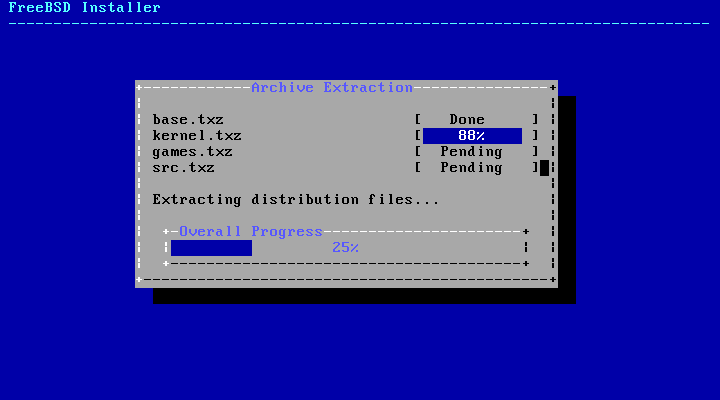 FreeBSD Installer
Archive Extraction
base.txz [ Done ]
kernel.txz [ 88% ]
games.txz [ Pending ]
src.txz [ Pending ]
Extracting distribution files...
Overall Progress
25%